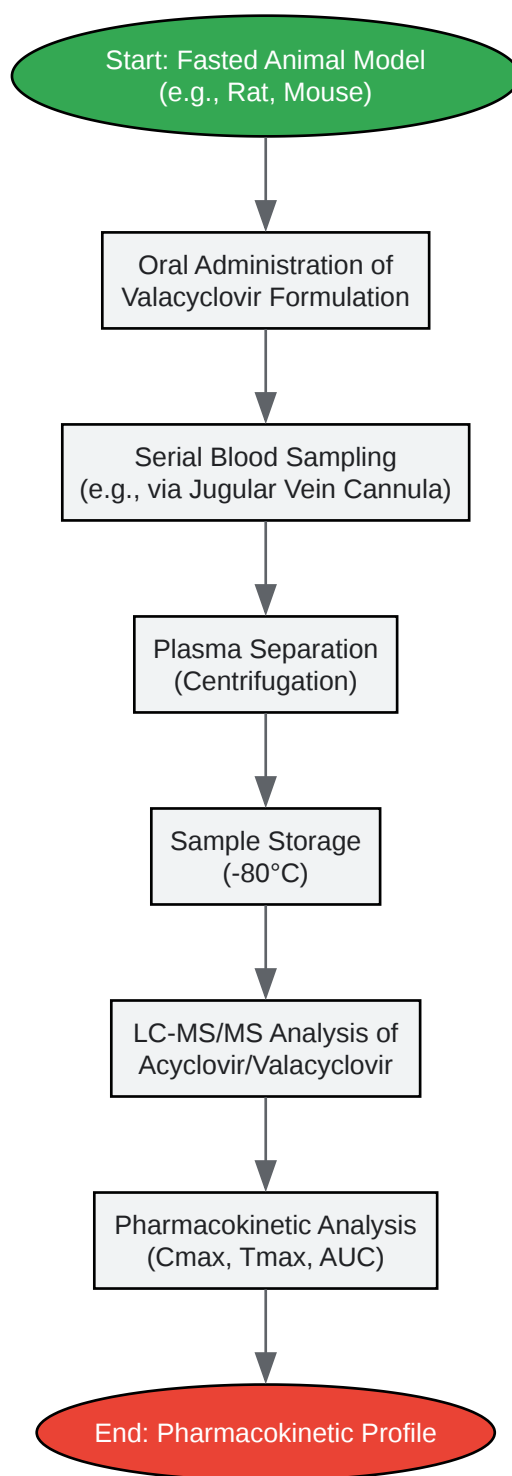 Start: Fasted Animal Model
(e.g., Rat, Mouse)
Oral Administration of
Valacyclovir Formulation
Serial Blood Sampling
(e.g., via Jugular Vein Cannula)
Plasma Separation
(Centrifugation)
Sample Storage
(-80°C)
LC-MS/MS Analysis of
Acyclovir/Valacyclovir
Pharmacokinetic Analysis
(Cmax, Tmax, AUC)
End: Pharmacokinetic Profile